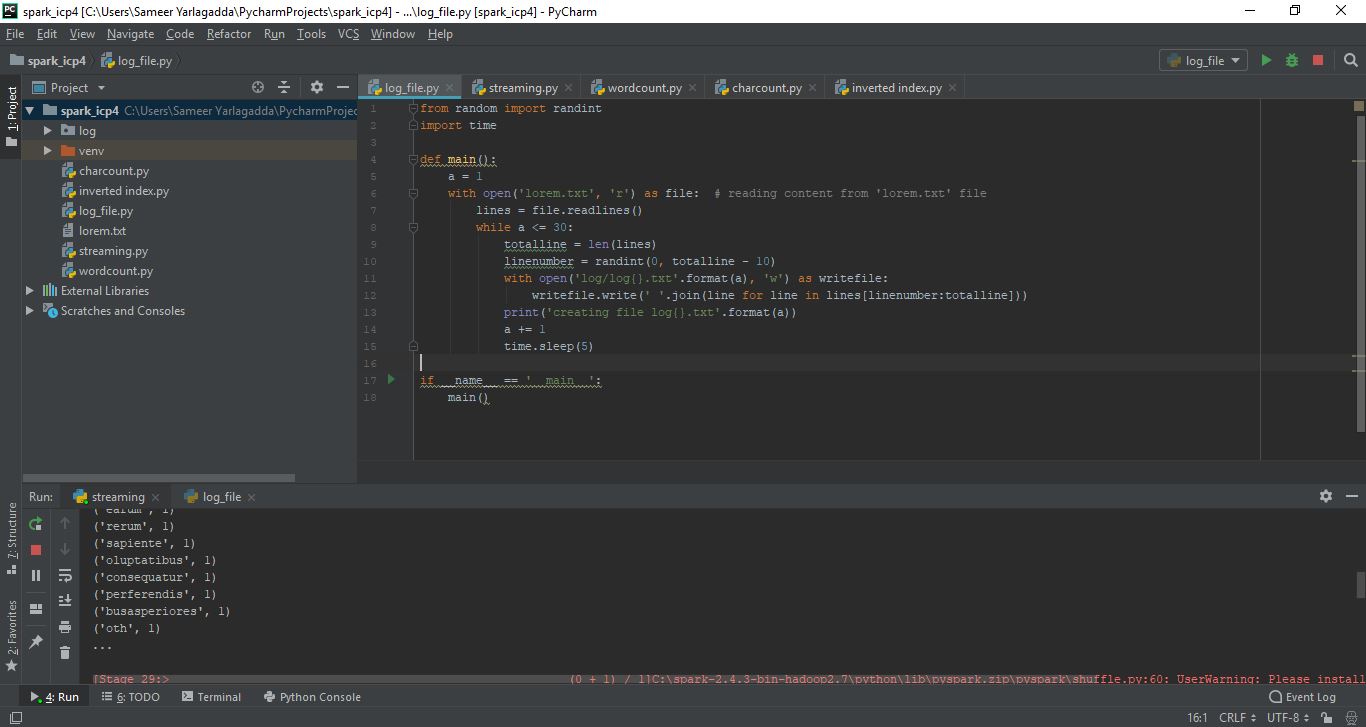 spark_icp4 [C:\Users\Sameer Yarlagadda\PycharmProjects\spark_icp4] - ...\log_file.py [spark_icp4] - PyCharm
File Edit View Navigate Code Refactor Run Tools VCS Window Help
spark_icp4 log_file.py log_file
1: Project
Project
log_file.py streaming.py wordcount.py charcount.py inverted index.py
spark_icp4 C:\Users\Sameer Yarlagadda\PycharmProjec
log
venv
charcount.py
inverted index.py
log_file.py
lorem.txt
streaming.py
wordcount.py
External Libraries
Scratches and Consoles
1 from random import randint
2 import time
3
4 def main():
5 a = 1
6 with open('lorem.txt', 'r') as file: # reading content from 'lorem.txt' file
7 lines = file.readlines()
8 while a <= 30:
9 totalline = len(lines)
10 linenumber = randint(0, totalline - 10)
11 with open('log/log{}.txt'.format(a), 'w') as writefile:
12 writefile.write(' '.join(line for line in lines[linenumber:totalline]))
13 print('creating file log{}.txt'.format(a))
14 a += 1
15 time.sleep(5)
16
17 if __name__ == '__main__':
18 main()
Run: streaming log_file
7: Structure
2: Favorites
('earum', 1)
('rerum', 1)
('sapiente', 1)
('oluptatibus', 1)
('consequatur', 1)
('perferendis', 1)
('busasperiores', 1)
('oth', 1)
...
[Stage 29:> (0 + 1) / 1]C:\spark-2.4.3-bin-hadoop2.7\python\lib\pyspark.zip\pyspark\shuffle.py:60: UserWarning: Please install
4: Run 6: TODO Terminal Python Console Event Log
16:1 CRLF UTF-8